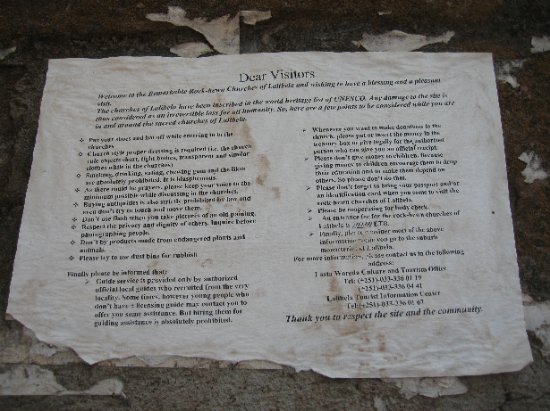 Dear Visitors
Welcome to the Remarkable Rock-hewn Churches of Lalibela and wishing to have a blessing and a pleasant
visit.
The churches of Lalibela have been inscribed in the world heritage list of UNESCO. Any damage to the site is
thus considered as an irrecoverable loss for all humanity. So, here are a few points to be considered while you are
in and around the sacred churches of Lalibela.
Put your shoes and hat off while entering in to the
churches
Church style proper dressing is required (i.e. the church
rule objects short, tight bodies, transparent and similar
clothes while in the churches)
Smoking, drinking, eating, chewing gum and the likes
are absolutely prohibited. It is blasphemous.
As there could be prayers, please keep your voice to the
minimum possible while discussing in the churches.
Buying antiquities is also strictly prohibited by law and
need don't try to touch and move them.
Don't use flash when you take pictures of an old painting.
Respect the privacy and dignity of others. Inquire before
photographing people.
Don't by products made from endangered plants and
animals.
Please try to use dust bins for rubbish
Finally please be informed that:
Guide service is provided only by authorized
official local guides who recruited from the very
locality. Some times, however young people who
don't have a licensing guide may contact you to
offer you some assistance. But hiring them for
guiding assistance is absolutely prohibited.
Whenever you want to make donations to the
church, please put or insert the money in the
treasury box or give legally for the authorized
person who can give you an official receipt.
Please don't give money to children. Because
giving money to children encourage them to drop
their education and to make them depend on
others. So please don't do that.
Please don't forget to bring your passport and/or
an identification card when you want to visit the
rock-hewn churches of Lalibela.
Please be cooperating for body check.
An entrance fee for the rock-hewn churches of
Lalibela is ETB.
Finally, please consider most of the above
information when you go to the suburb
monasteries of Lalibela.
For more information, please contact us in the following
address:
Lasta Woreda Culture and Tourism Office
Tel: (+251)-033-336 01 19
(+251)-033-336 04 41
Lalibela Tourist Information Center
Tel:(+251)-033-336 01 67
Thank you to respect the site and the community.